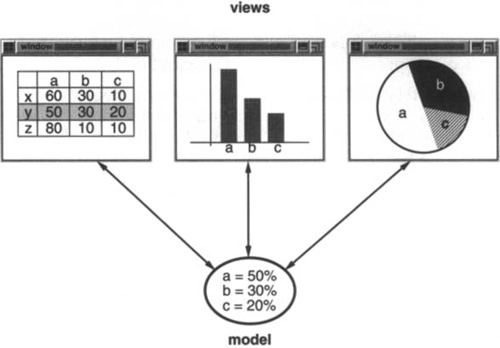 views
window
a b c
x 60 30 10
y 50 30 20
z 80 10 10
window
a b c
window
a
b
c
a = 50%
b = 30%
c = 20%
model